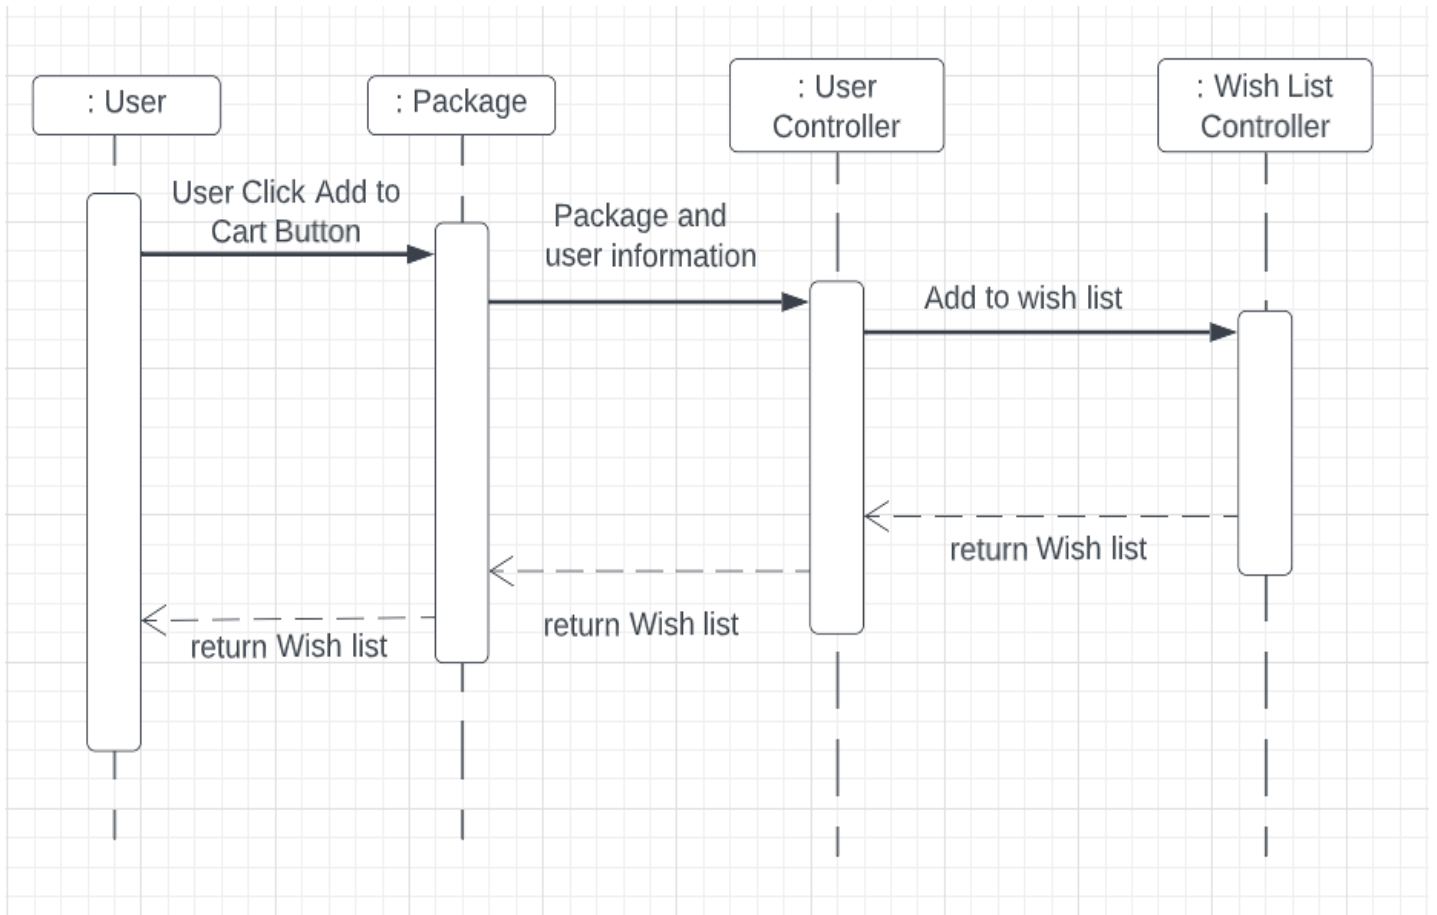 : User
: Package
: User
Controller
: Wish List
Controller
User Click Add to
Cart Button
Package and
user information
Add to wish list
return Wish list
return Wish list
return Wish list